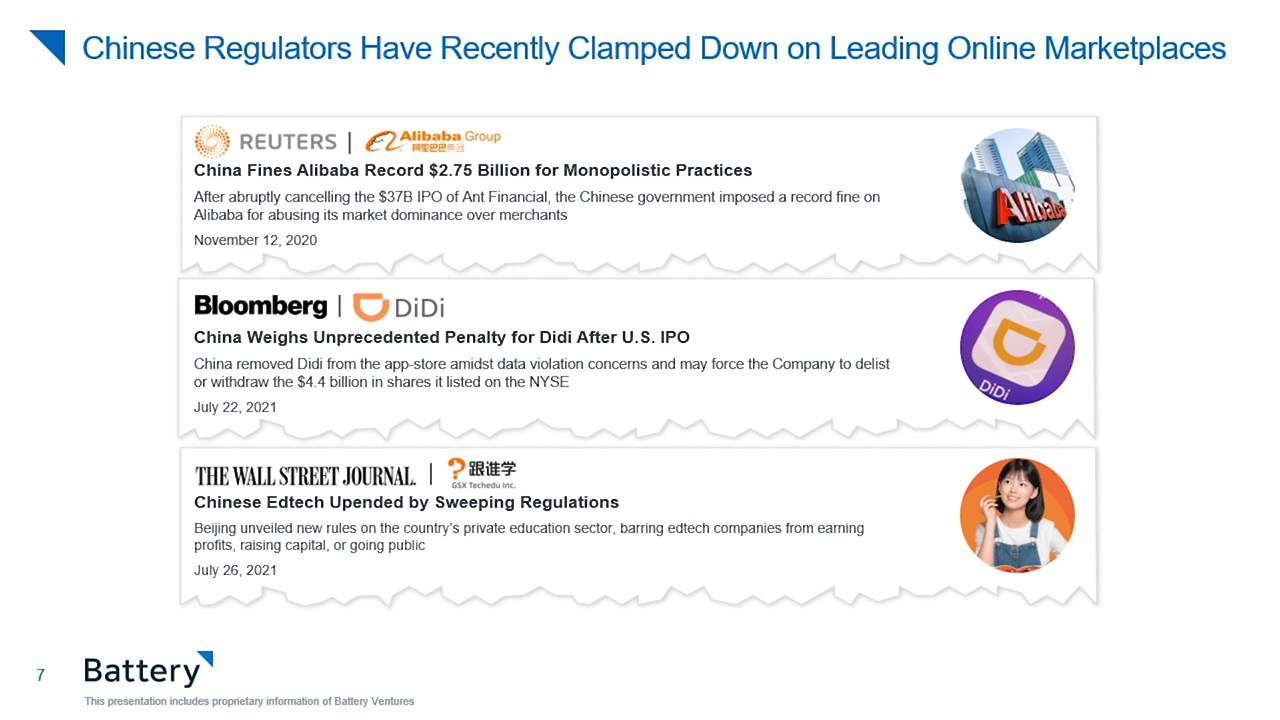 Chinese Regulators Have Recently Clamped Down on Leading Online Marketplaces
REUTERS | Alibaba Group
阿里巴巴集团
China Fines Alibaba Record $2.75 Billion for Monopolistic Practices
After abruptly cancelling the $37B IPO of Ant Financial, the Chinese government imposed a record fine on
Alibaba for abusing its market dominance over merchants
November 12, 2020
Alibaba
Bloomberg | DiDi
China Weighs Unprecedented Penalty for Didi After U.S. IPO
China removed Didi from the app-store amidst data violation concerns and may force the Company to delist
or withdraw the $4.4 billion in shares it listed on the NYSE
July 22, 2021
DiDi
THE WALL STREET JOURNAL. | 跟谁学
GSX Techedu Inc.
Chinese Edtech Upended by Sweeping Regulations
Beijing unveiled new rules on the country's private education sector, barring edtech companies from earning
profits, raising capital, or going public
July 26, 2021
7
Battery
This presentation includes proprietary information of Battery Ventures